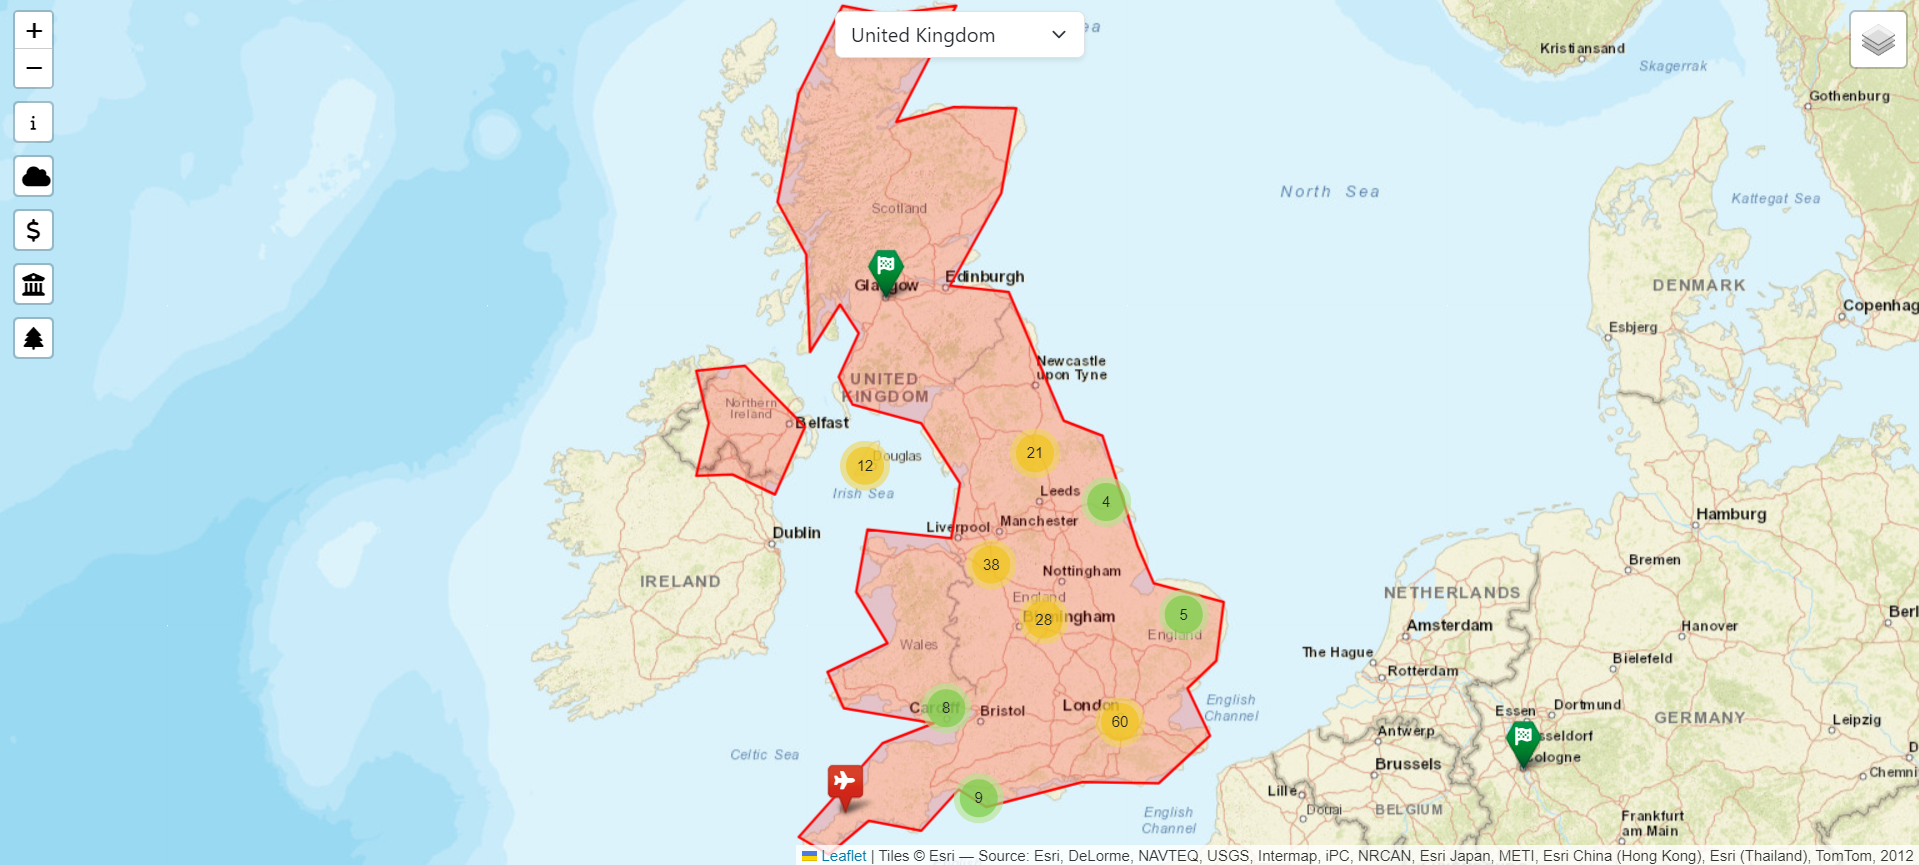 +
−
i
$
United Kingdom
ea
Kristiansand
Skagerrak
Gothenburg
North Sea
Kattegat Sea
Scotland
Edinburgh
Glasgow
DENMARK
Copenhag
Esbjerg
Newcastle
upon Tyne
UNITED
KINGDOM
Northern
Ireland
Belfast
Douglas
12
21
Irish Sea
Leeds
4
Liverpool
Manchester
Dublin
Hamburg
38
Nottingham
Bremen
IRELAND
England
NETHERLANDS
28
5
England
Berl
Amsterdam
Hanover
Wales
The Hague
Rotterdam
Bielefeld
8
Bristol
London
60
English
Channel
Essen
Dortmund
GERMANY
Leipzig
Antwerp
sseldorf
Celtic Sea
Brussels
ologne
D
Chemni
9
Lille
Douai
BELGIUM
English
Channel
Frankfurt
am Main
Leaflet | Tiles © Esri — Source: Esri, DeLorme, NAVTEQ, USGS, Intermap, iPC, NRCAN, Esri Japan, METI, Esri China (Hong Kong), Esri (Thailand), TomTom, 2012